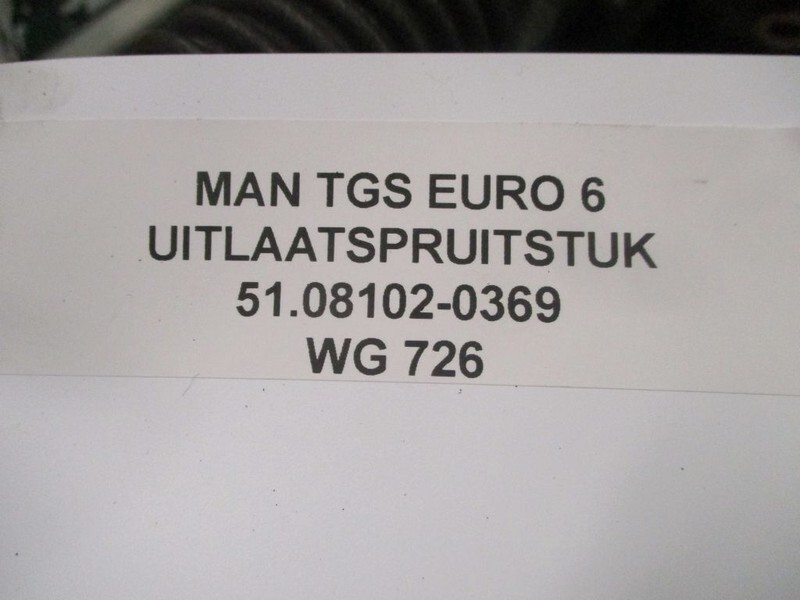 MAN TGS EURO 6
UITLAATSPRUITSTUK
51.08102-0369
WG 726